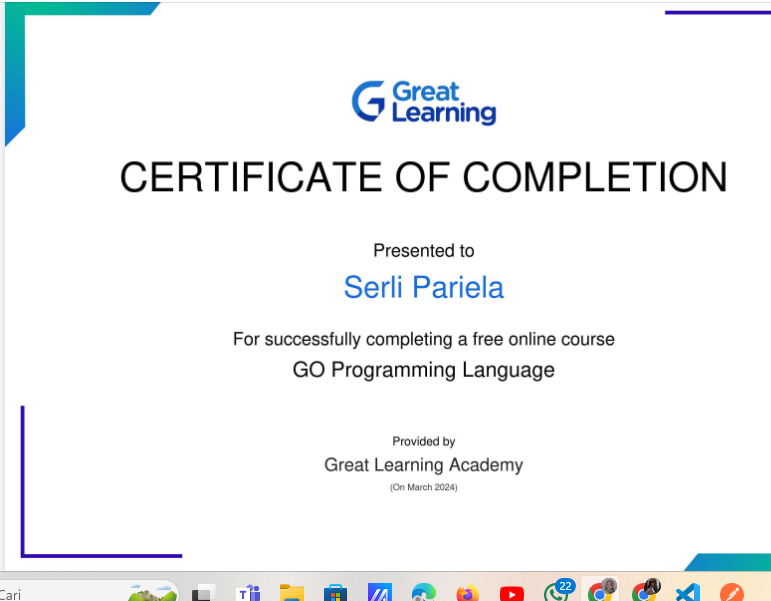 Great
Learning
CERTIFICATE OF COMPLETION
Presented to
Serli Pariela
For successfully completing a free online course
GO Programming Language
Provided by
Great Learning Academy
(On March 2024)
Cari
22